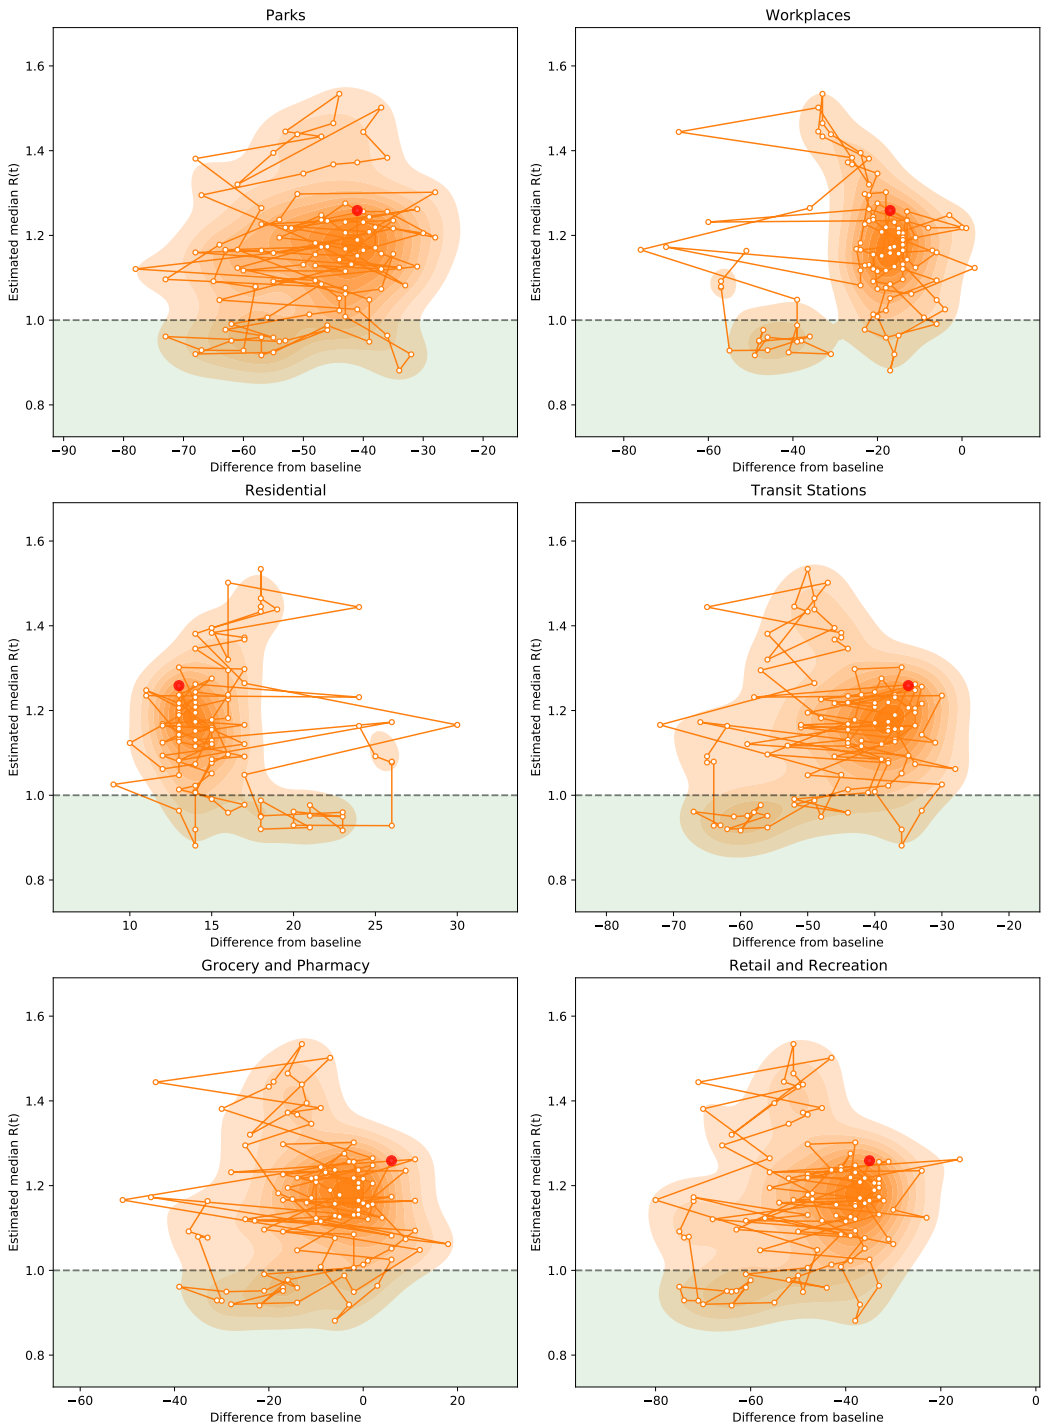 Parks
Estimated median R(t)
1.6
1.4
1.2
1.0
0.8
−90 −80 −70 −60 −50 −40 −30 −20
Difference from baseline
Workplaces
Estimated median R(t)
1.6
1.4
1.2
1.0
0.8
−80 −60 −40 −20 0
Difference from baseline
Residential
Estimated median R(t)
1.6
1.4
1.2
1.0
0.8
10 15 20 25 30
Difference from baseline
Transit Stations
Estimated median R(t)
1.6
1.4
1.2
1.0
0.8
−80 −70 −60 −50 −40 −30 −20
Difference from baseline
Grocery and Pharmacy
Estimated median R(t)
1.6
1.4
1.2
1.0
0.8
−60 −40 −20 0 20
Difference from baseline
Retail and Recreation
Estimated median R(t)
1.6
1.4
1.2
1.0
0.8
−80 −60 −40 −20 0
Difference from baseline